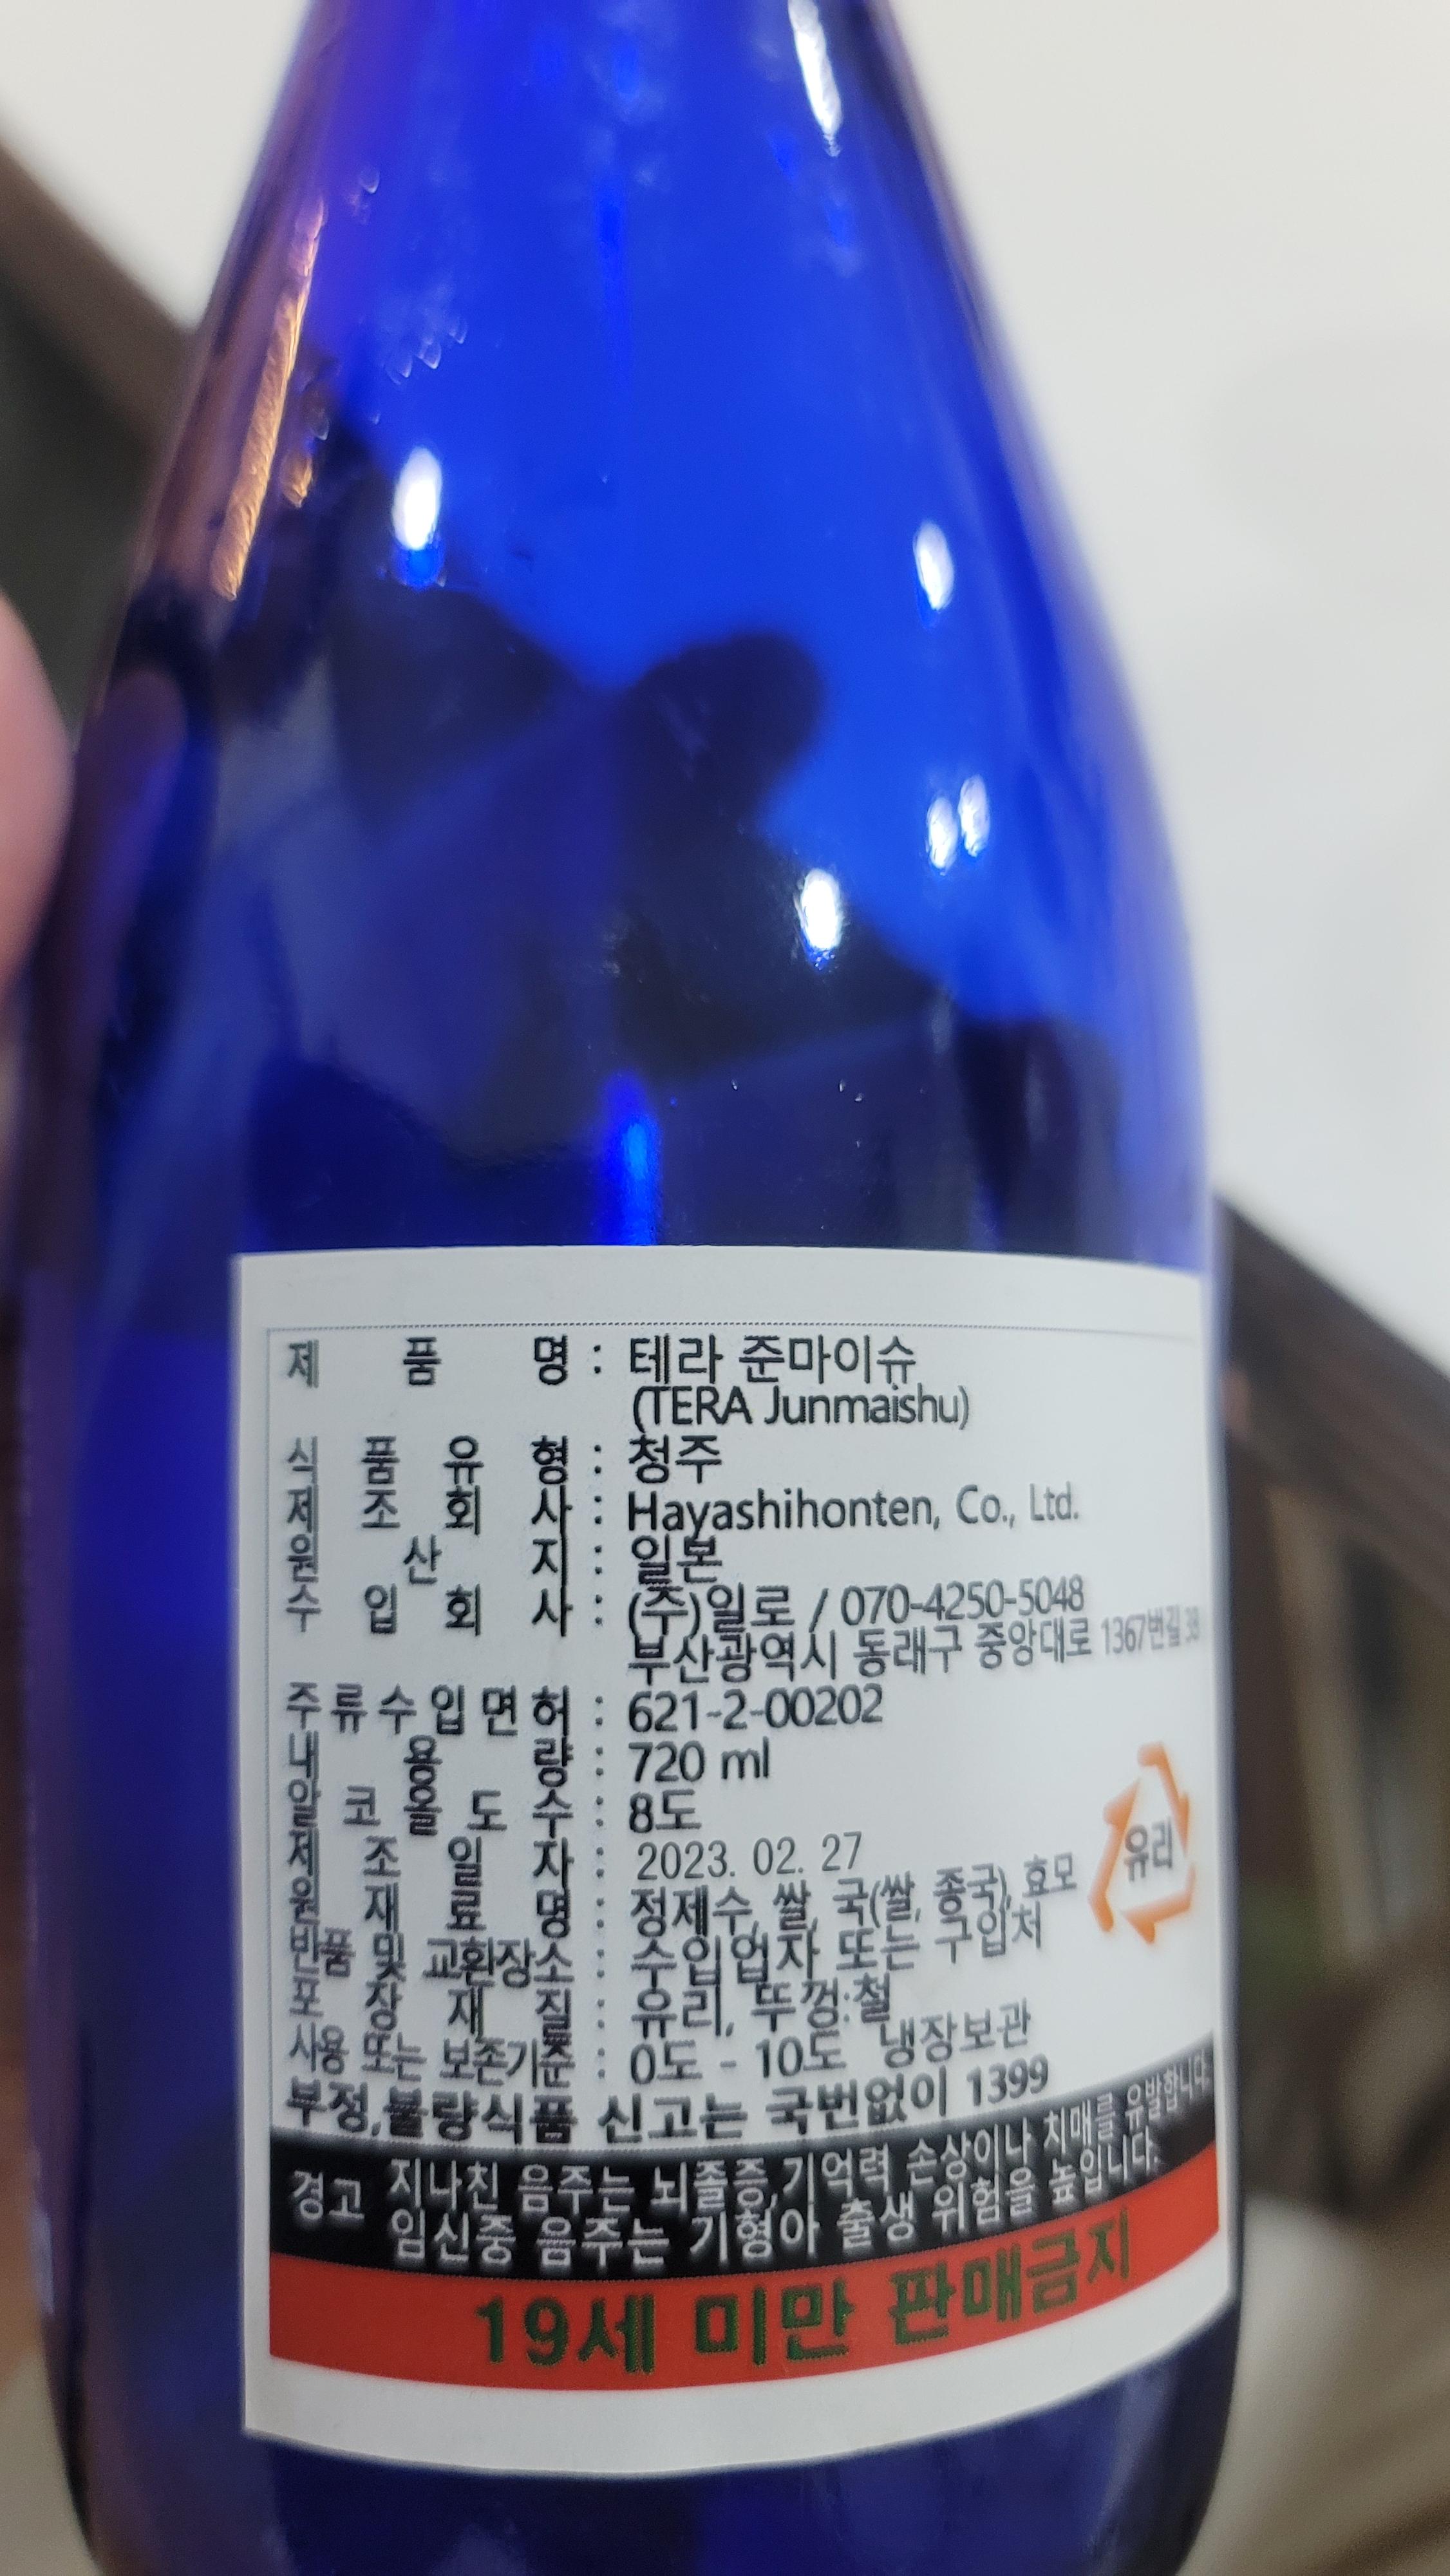 제 품 명 : 테라 준마이슈
(TERA Junmaishu)
식 품 유 형 : 청주
제 조 회 사 : Hayashihonten, Co., Ltd.
원 산 지 : 일본
수 입 회 사 : (주)일로 / 070-4250-5048
부산광역시 동래구 중앙대로 1367번길 39
주 류 수 입 면 허 : 621-2-00202
내 용 량 : 720 ml
알 코 올 도 수 : 8도
제 조 일 자 : 2023. 02. 27
원 재 료 명 : 정제수, 쌀, 국(쌀, 종국), 효모
반품 및 교환장소 : 수입업자 또는 구입처
포 장 재 질 : 유리, 뚜껑:철
사용 또는 보존기준 : 0도 - 10도 냉장보관
부정,불량식품 신고는 국번없이 1399
유리
경고 지나친 음주는 뇌졸증,기억력 손상이나 치매를 유발합니다.
임신중 음주는 기형아 출생 위험을 높입니다.
19세 미만 판매금지